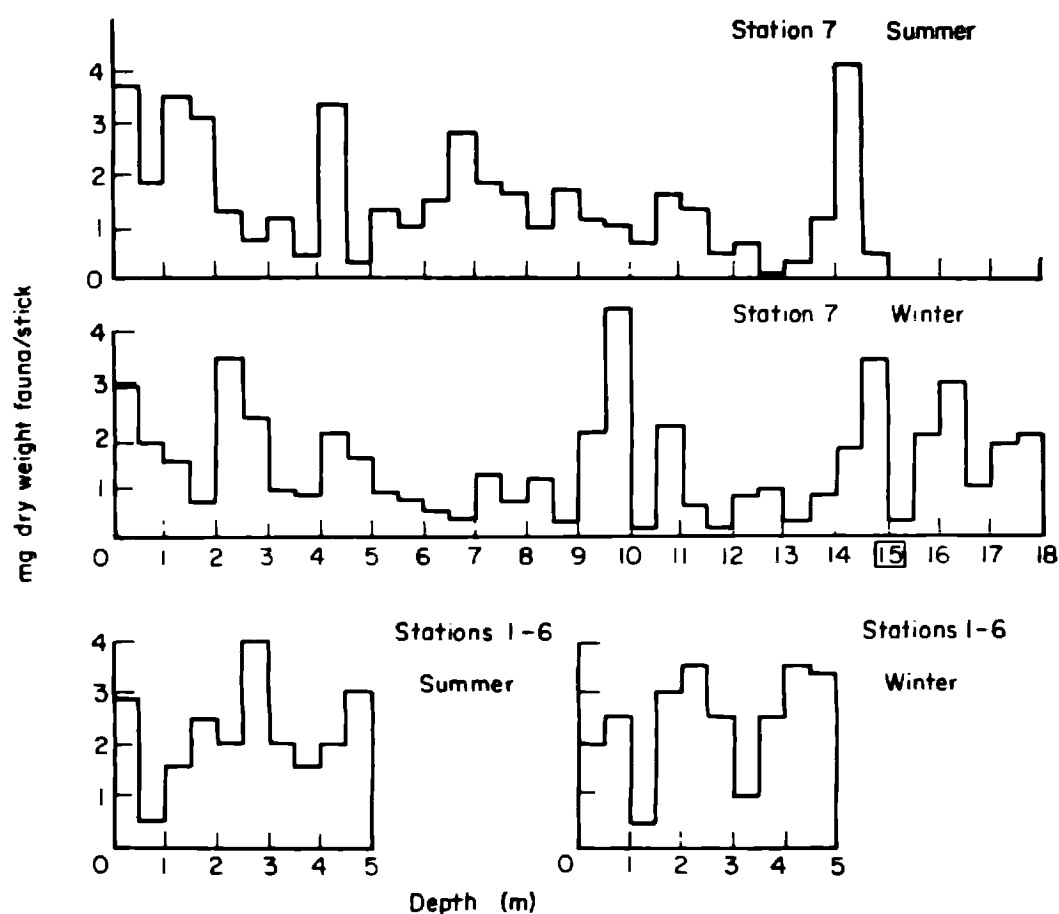 Station 7 Summer
4
3
2
1
0
Station 7 Winter
4
3
2
1
0 1 2 3 4 5 6 7 8 9 10 11 12 13 14 15 16 17 18
mg dry weight fauna/stick
Stations 1-6
Summer
4
3
2
1
0 1 2 3 4 5
Stations 1-6
Winter
0 1 2 3 4 5
Depth (m)